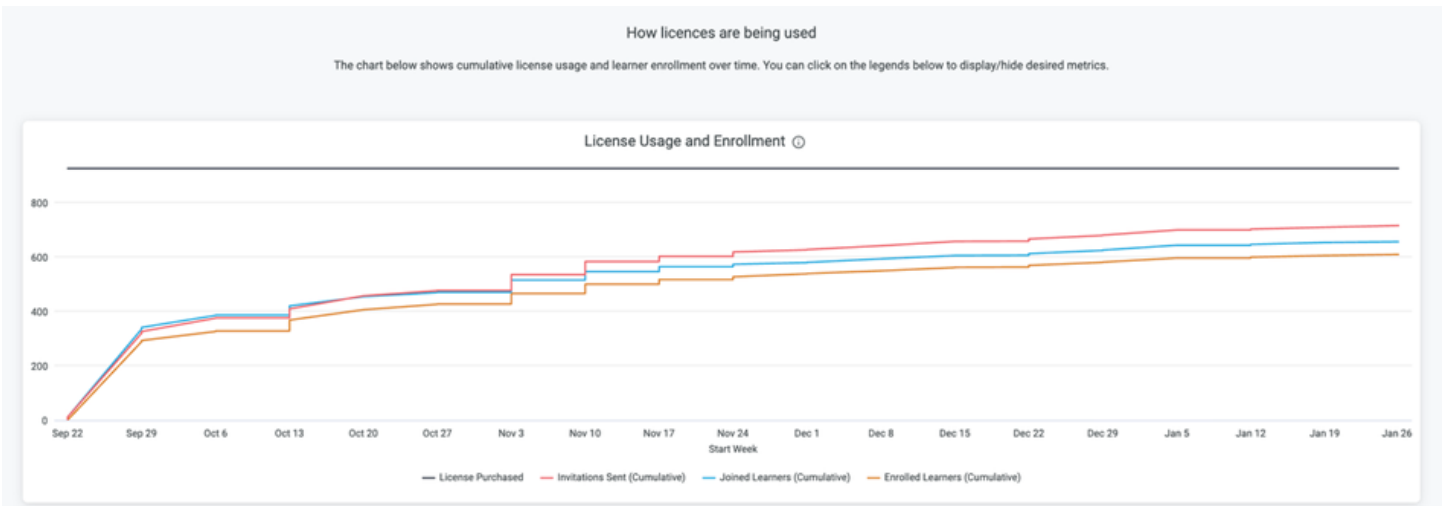 How licences are being used
The chart below shows cumulative license usage and learner enrollment over time. You can click on the legends below to display/hide desired metrics.
License Usage and Enrollment
800
600
400
200
0
Sep 22 Sep 29 Oct 6 Oct 13 Oct 20 Oct 27 Nov 3 Nov 10 Nov 17 Nov 24 Dec 1 Dec 8 Dec 15 Dec 22 Dec 29 Jan 5 Jan 12 Jan 19 Jan 26
Start Week
License Purchased Invitations Sent (Cumulative) Joined Learners (Cumulative) Enrolled Learners (Cumulative)